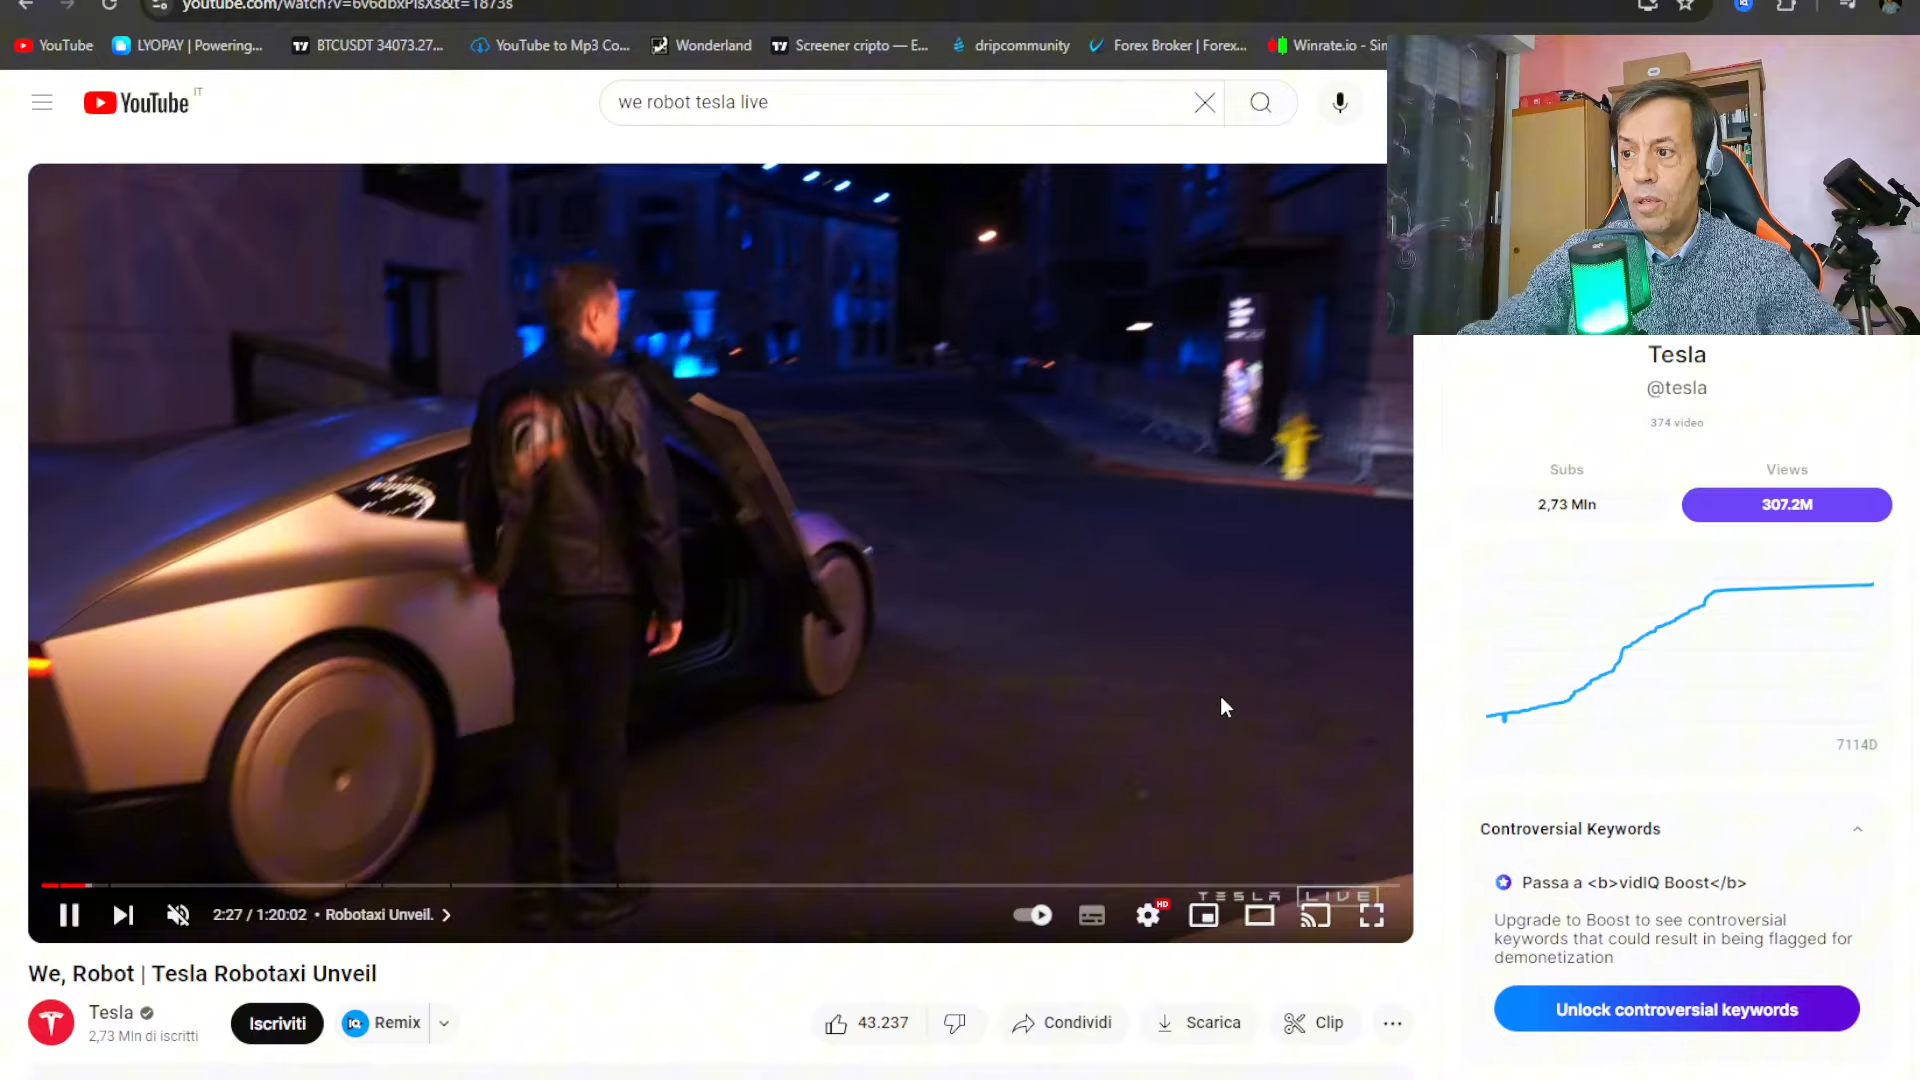 youtube.com/watch?v=6v6dbxPlsXs&t=1873s
YouTube
LYOPAY | Powering...
BTCUSDT 34073.27...
YouTube to Mp3 Co...
Wonderland
Screener cripto — E...
dripcommunity
Forex Broker | Forex...
Winrate.io - Sin
YouTube IT
we robot tesla live
Tesla
@tesla
374 video
Subs
Views
2,73 Mln
307.2M
7114D
Controversial Keywords
Passa a <b>vidIQ Boost</b>
Upgrade to Boost to see controversial
keywords that could result in being flagged for
demonetization
Unlock controversial keywords
TESLA LIVE
2:27 / 1:20:02 • Robotaxi Unveil.
HD
We, Robot | Tesla Robotaxi Unveil
Tesla
2,73 Mln di iscritti
Iscriviti
Remix
43.237
Condividi
Scarica
Clip